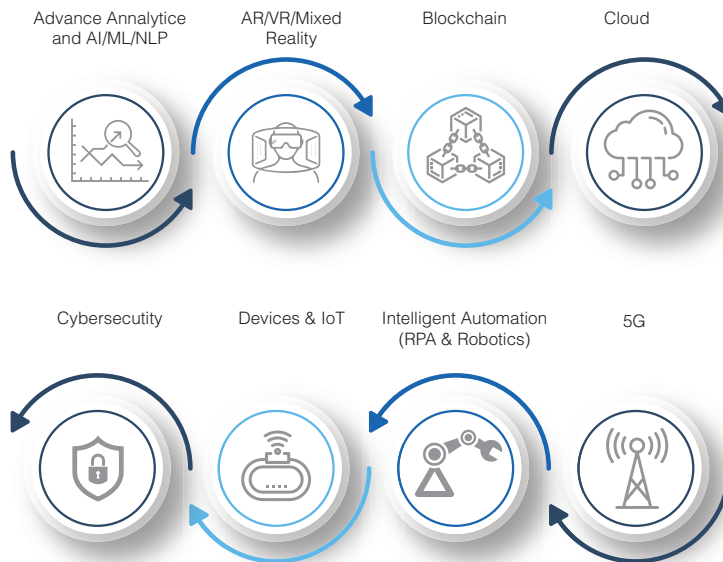 Advance Annalytice
and AI/ML/NLP
AR/VR/Mixed
Reality
Blockchain
Cloud
Cybersecutity
Devices & IoT
Intelligent Automation
(RPA & Robotics)
5G